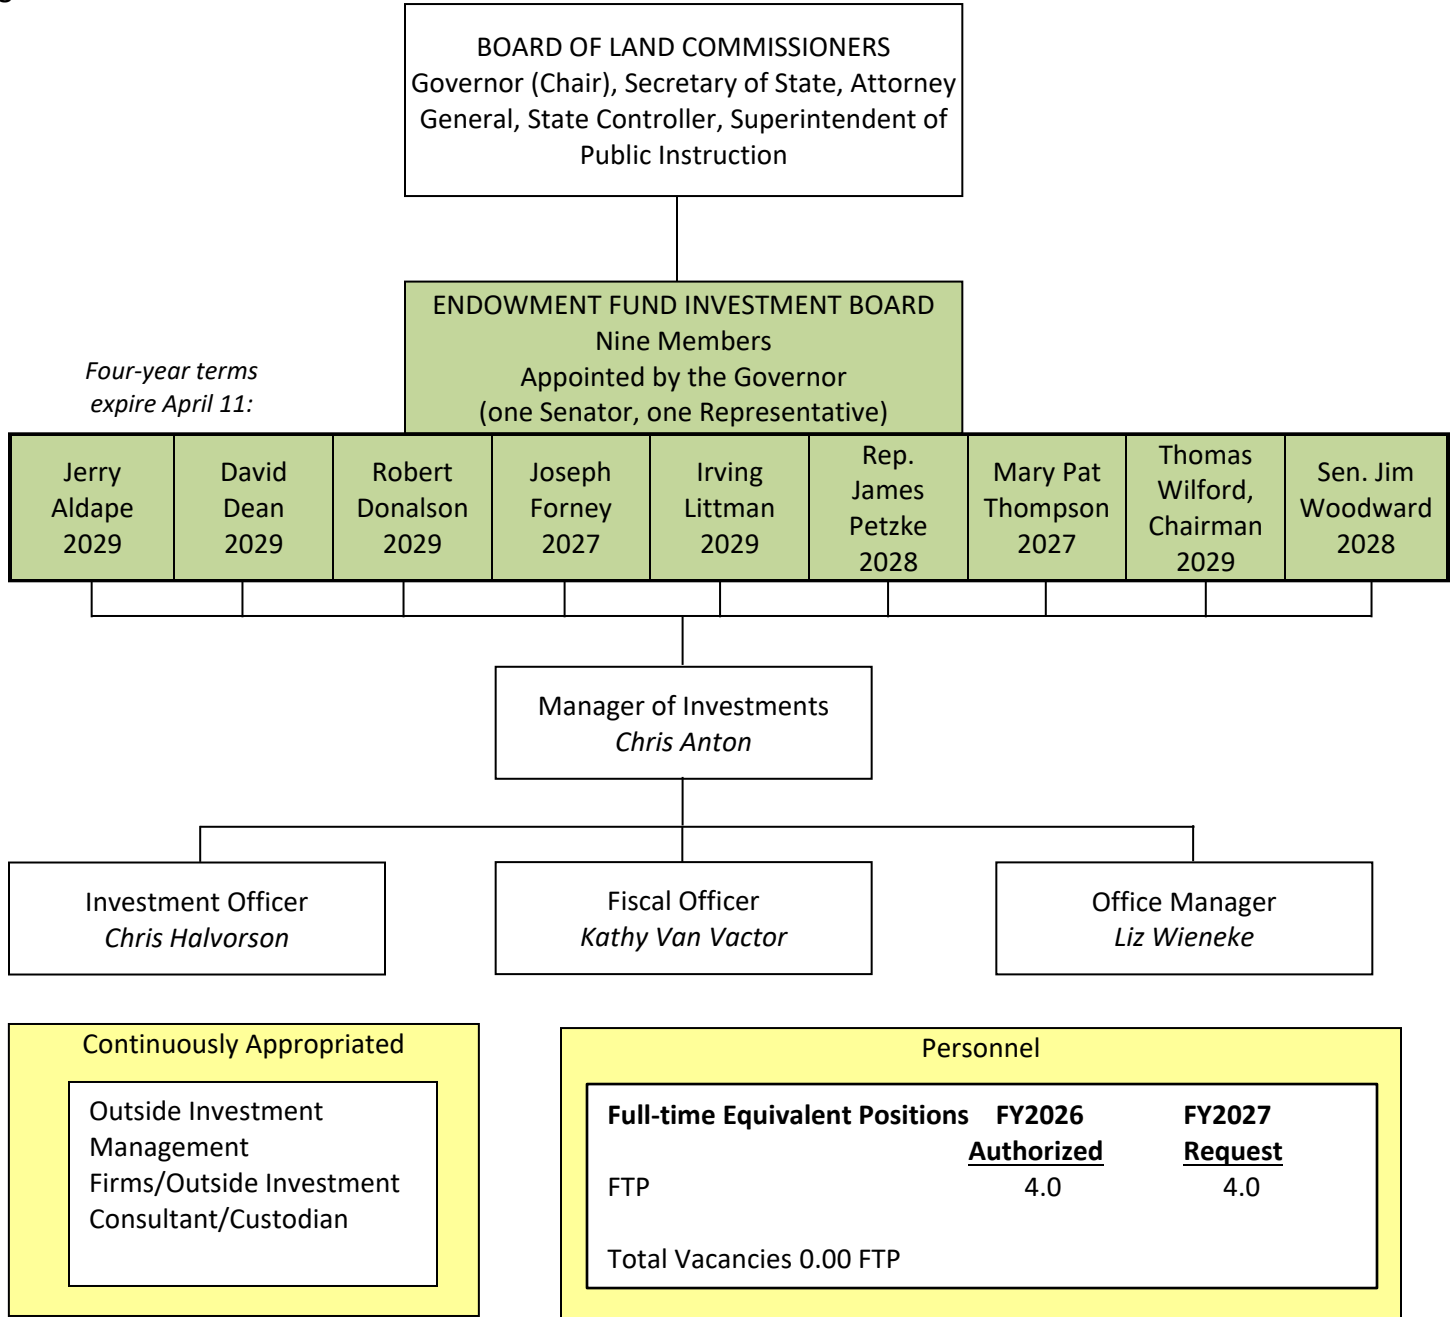 BOARD OF LAND COMMISSIONERS
Governor (Chair), Secretary of State, Attorney
General, State Controller, Superintendent of
Public Instruction
ENDOWMENT FUND INVESTMENT BOARD
Nine Members
Appointed by the Governor
(one Senator, one Representative)
Four-year terms
expire April 11:
Jerry
Aldape
2029
David
Dean
2029
Robert
Donalson
2029
Joseph
Forney
2027
Irving
Littman
2029
Rep.
James
Petzke
2028
Mary Pat
Thompson
2027
Thomas
Wilford,
Chairman
2029
Sen. Jim
Woodward
2028
Manager of Investments
Chris Anton
Investment Officer
Chris Halvorson
Fiscal Officer
Kathy Van Vactor
Office Manager
Liz Wieneke
Continuously Appropriated
Outside Investment
Management
Firms/Outside Investment
Consultant/Custodian
Personnel
Full-time Equivalent Positions FY2026 FY2027
Authorized Request
FTP 4.0 4.0
Total Vacancies 0.00 FTP